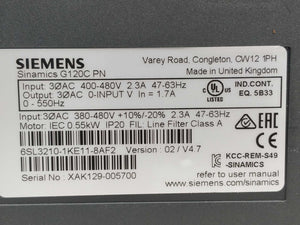 SIEMENS
Varey Road, Congleton, CW12 1PH
Sinamics G120C PN
Made in United Kingdom
Input: 3ØAC 400-480V 2.3A 47-63Hz
Output: 3ØAC 0-INPUT V In = 1.7A
0 - 550Hz
UL
LISTED
IND.CONT.
EQ. 5B33
Input:3ØAC 380-480V +10%/-20% 2.3A 47-63Hz
Motor: IEC 0.55kW IP20 FIL: Line Filter Class A
6SL3210-1KE11-8AF2
Version : 02 / V4.7
CE
KCC-REM-S49
-SINAMICS
Serial No : XAK129-005700
refer to user manual
www.siemens.com/sinamics